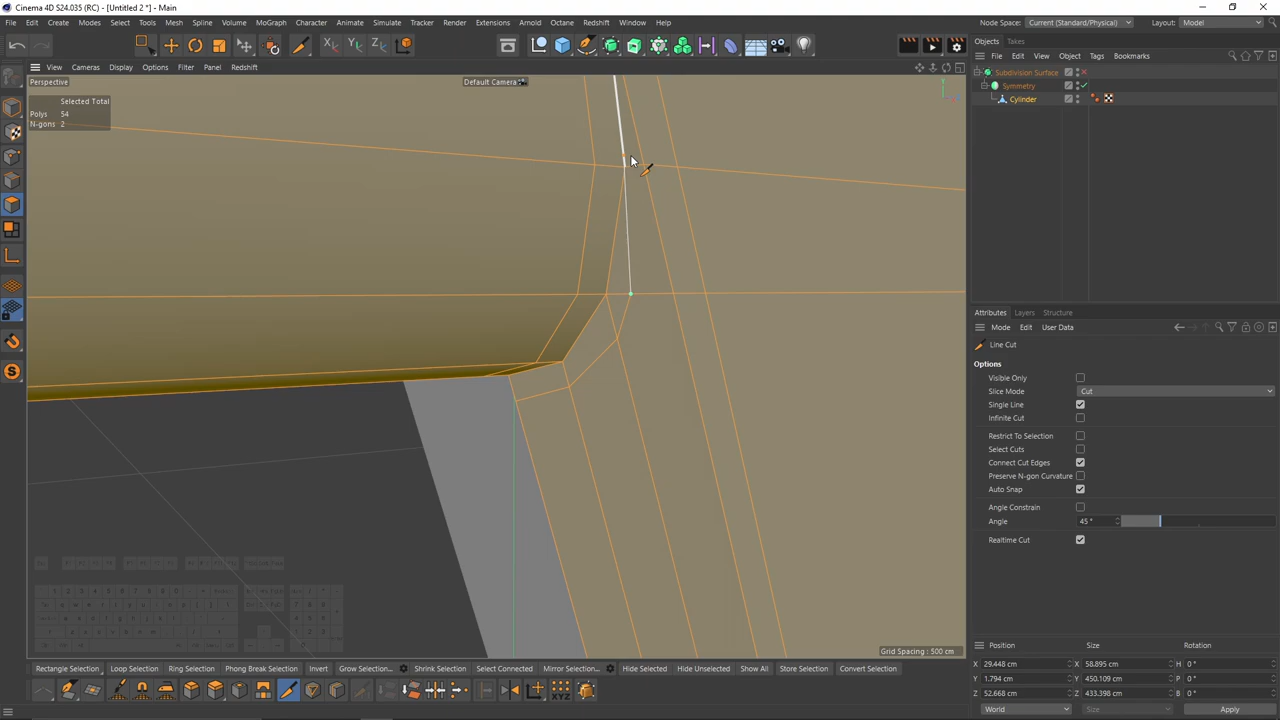 Cinema 4D S24.035 (RC) - [Untitled 2 *] - Main
File Edit Create Modes Select Tools Mesh Spline Volume MoGraph Character Animate Simulate Tracker Render Extensions Arnold Octane Redshift Window Help
Node Space: Current (Standard/Physical) Layout: Model
X Y Z
Objects Takes
View Cameras Display Options Filter Panel Redshift
File Edit View Object Tags Bookmarks
Perspective
Default Camera
Selected Total
Polys 54
N-gons 2
Subdivision Surface
Symmetry
Cylinder
Attributes Layers Structure
Mode Edit User Data
Line Cut
Options
Visible Only
Slice Mode Cut
Single Line
Infinite Cut
Restrict To Selection
Select Cuts
Connect Cut Edges
Preserve N-gon Curvature
Auto Snap
Angle Constrain
Angle 45 °
Realtime Cut
Grid Spacing : 500 cm
Position Size Rotation
X 29.448 cm X 58.895 cm H 0 °
Y 1.794 cm Y 450.109 cm P 0 °
Z 52.668 cm Z 433.398 cm B 0 °
World Size Apply
Rectangle Selection Loop Selection Ring Selection Phong Break Selection Invert Grow Selection... Shrink Selection Select Connected Mirror Selection... Hide Selected Hide Unselected Show All Store Selection Convert Selection